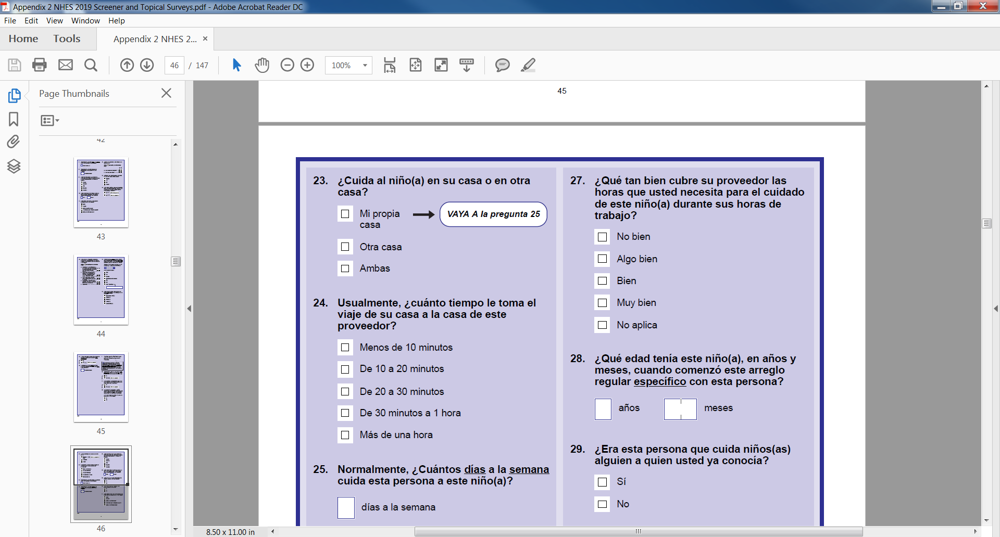 Appendix 2 NHES 2019 Screener and Topical Surveys.pdf - Adobe Acrobat Reader DC
File Edit View Window Help
Home Tools Appendix 2 NHES 2... ×
46 / 147 100%
Page Thumbnails
42
43
44
45
46
45
23. ¿Cuida al niño(a) en su casa o en otra
casa?
Mi propia
casa
VAYA A la pregunta 25
Otra casa
Ambas
24. Usualmente, ¿cuánto tiempo le toma el
viaje de su casa a la casa de este
proveedor?
Menos de 10 minutos
De 10 a 20 minutos
De 20 a 30 minutos
De 30 minutos a 1 hora
Más de una hora
25. Normalmente, ¿Cuántos días a la semana
cuida esta persona a este niño(a)?
días a la semana
27. ¿Qué tan bien cubre su proveedor las
horas que usted necesita para el cuidado
de este niño(a) durante sus horas de
trabajo?
No bien
Algo bien
Bien
Muy bien
No aplica
28. ¿Qué edad tenía este niño(a), en años y
meses, cuando comenzó este arreglo
regular específico con esta persona?
años meses
29. ¿Era esta persona que cuida niños(as)
alguien a quien usted ya conocía?
Sí
No
8.50 x 11.00 in